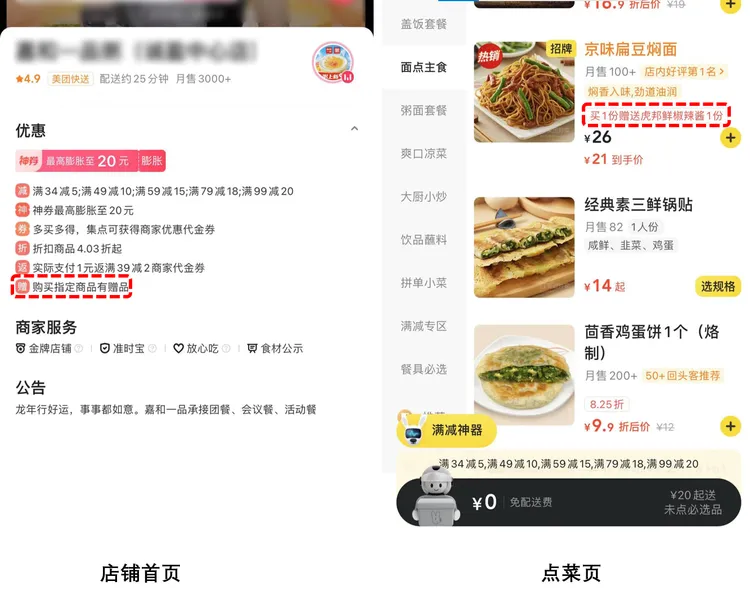 嘉和一品粥（诚盈中心店）
★4.9 美团快送 配送约25分钟 月售3000+
优惠
神券 最高膨胀至20元 膨胀
减 满34减5;满49减10;满59减15;满79减18;满99减20
神 神券最高膨胀至20元
券 多买多得，集点可获得商家优惠代金券
折 折扣商品4.03折起
返 实际支付1元返满39减2商家代金券
赠 购买指定商品有赠品
商家服务
金牌店铺 准时宝 放心吃 食材公示
公告
龙年行好运，事事都如意。嘉和一品承接团餐、会议餐、活动餐
店铺首页
盖饭套餐
面点主食
粥面套餐
爽口凉菜
大厨小炒
饮品蘸料
拼单小菜
满减专区
餐具必选
¥16.9 折后价 ¥19
热销
招牌
京味扁豆焖面
月售100+ 店内好评第1名>
焖香入味,劲道油润
买1份赠送虎邦鲜椒辣酱1份
¥26
¥21 到手价
经典素三鲜锅贴
月售82 1人份
咸鲜、韭菜、鸡蛋
¥14起
选规格
茴香鸡蛋饼1个（烙
制）
月售200+ 50+回头客推荐
8.25折
¥9.9 折后价 ¥12
满减神器
满34减5,满49减10,满59减15,满79减18,满99减20
¥0 免配送费
¥20起送
未点必选品
点菜页